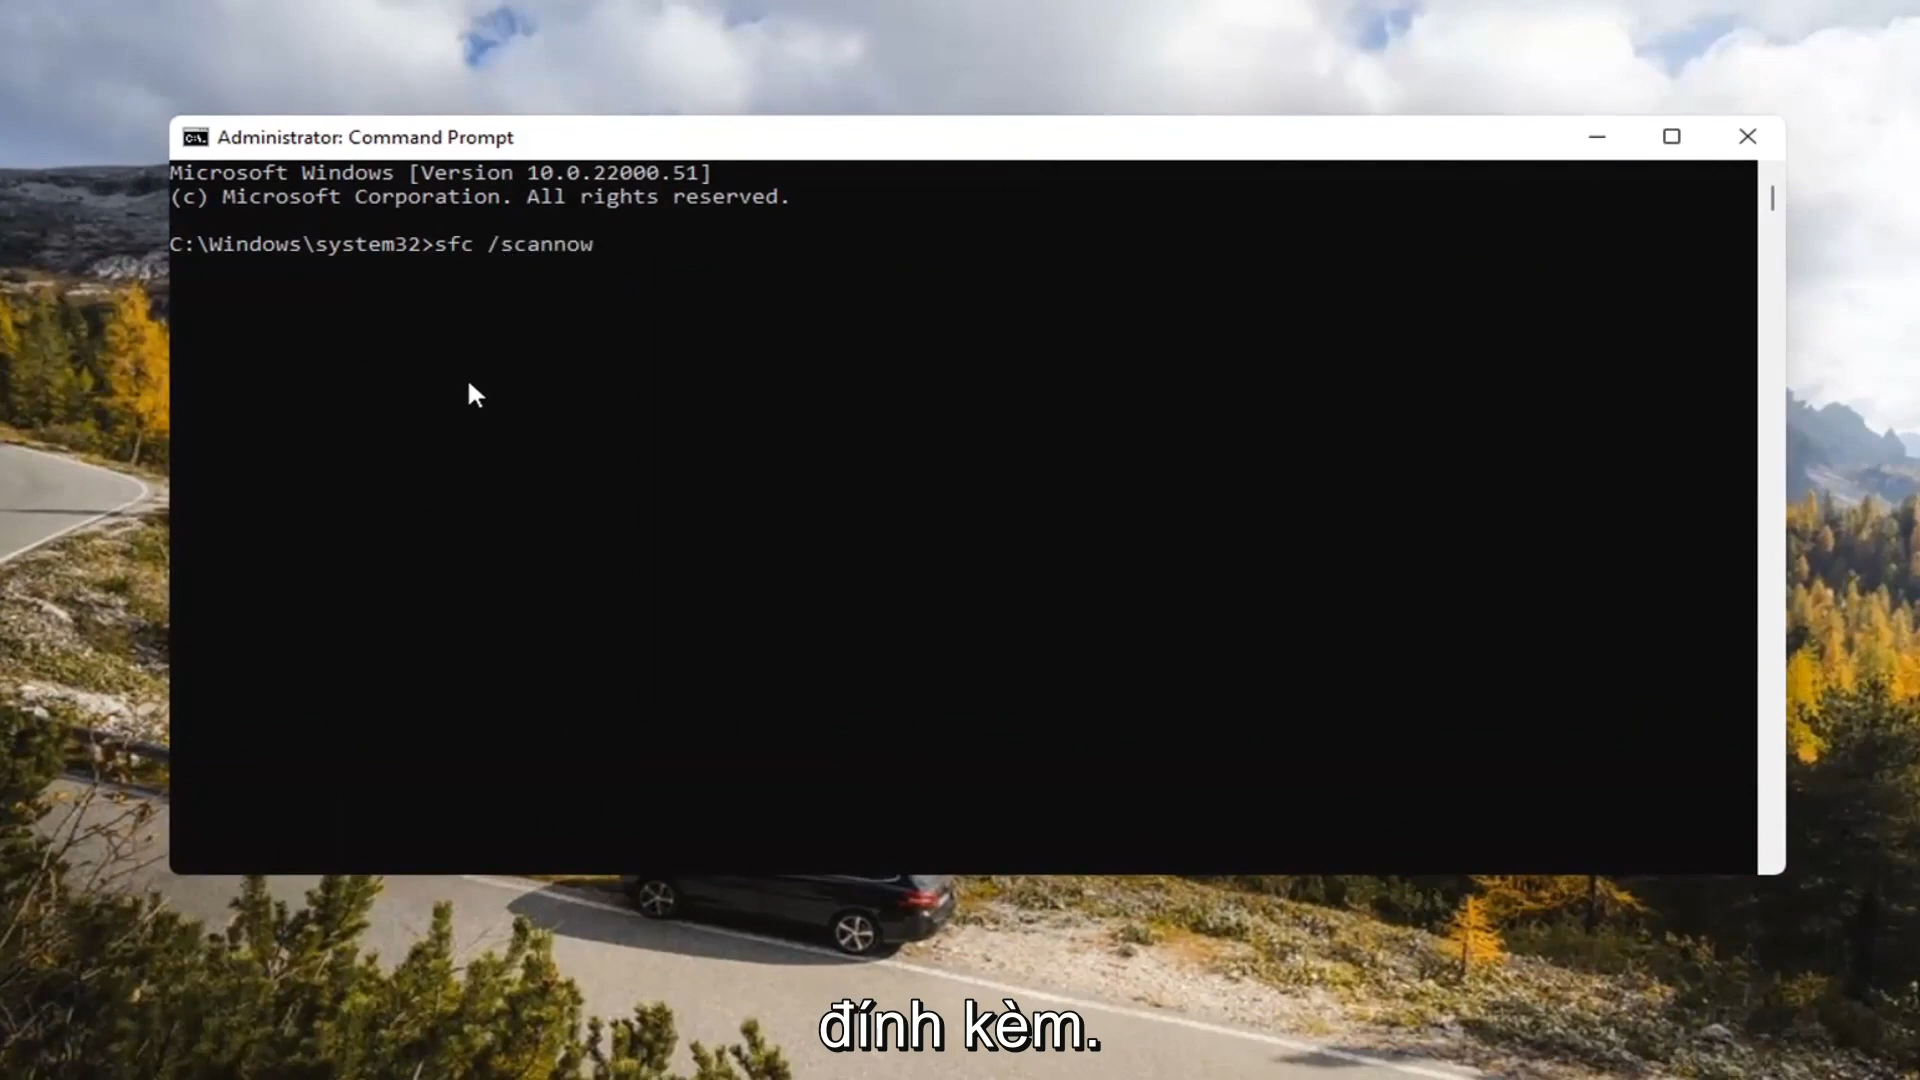 Administrator: Command Prompt
Microsoft Windows [Version 10.0.22000.51]
(c) Microsoft Corporation. All rights reserved.
C:\Windows\system32>sfc /scannow
đính kèm.